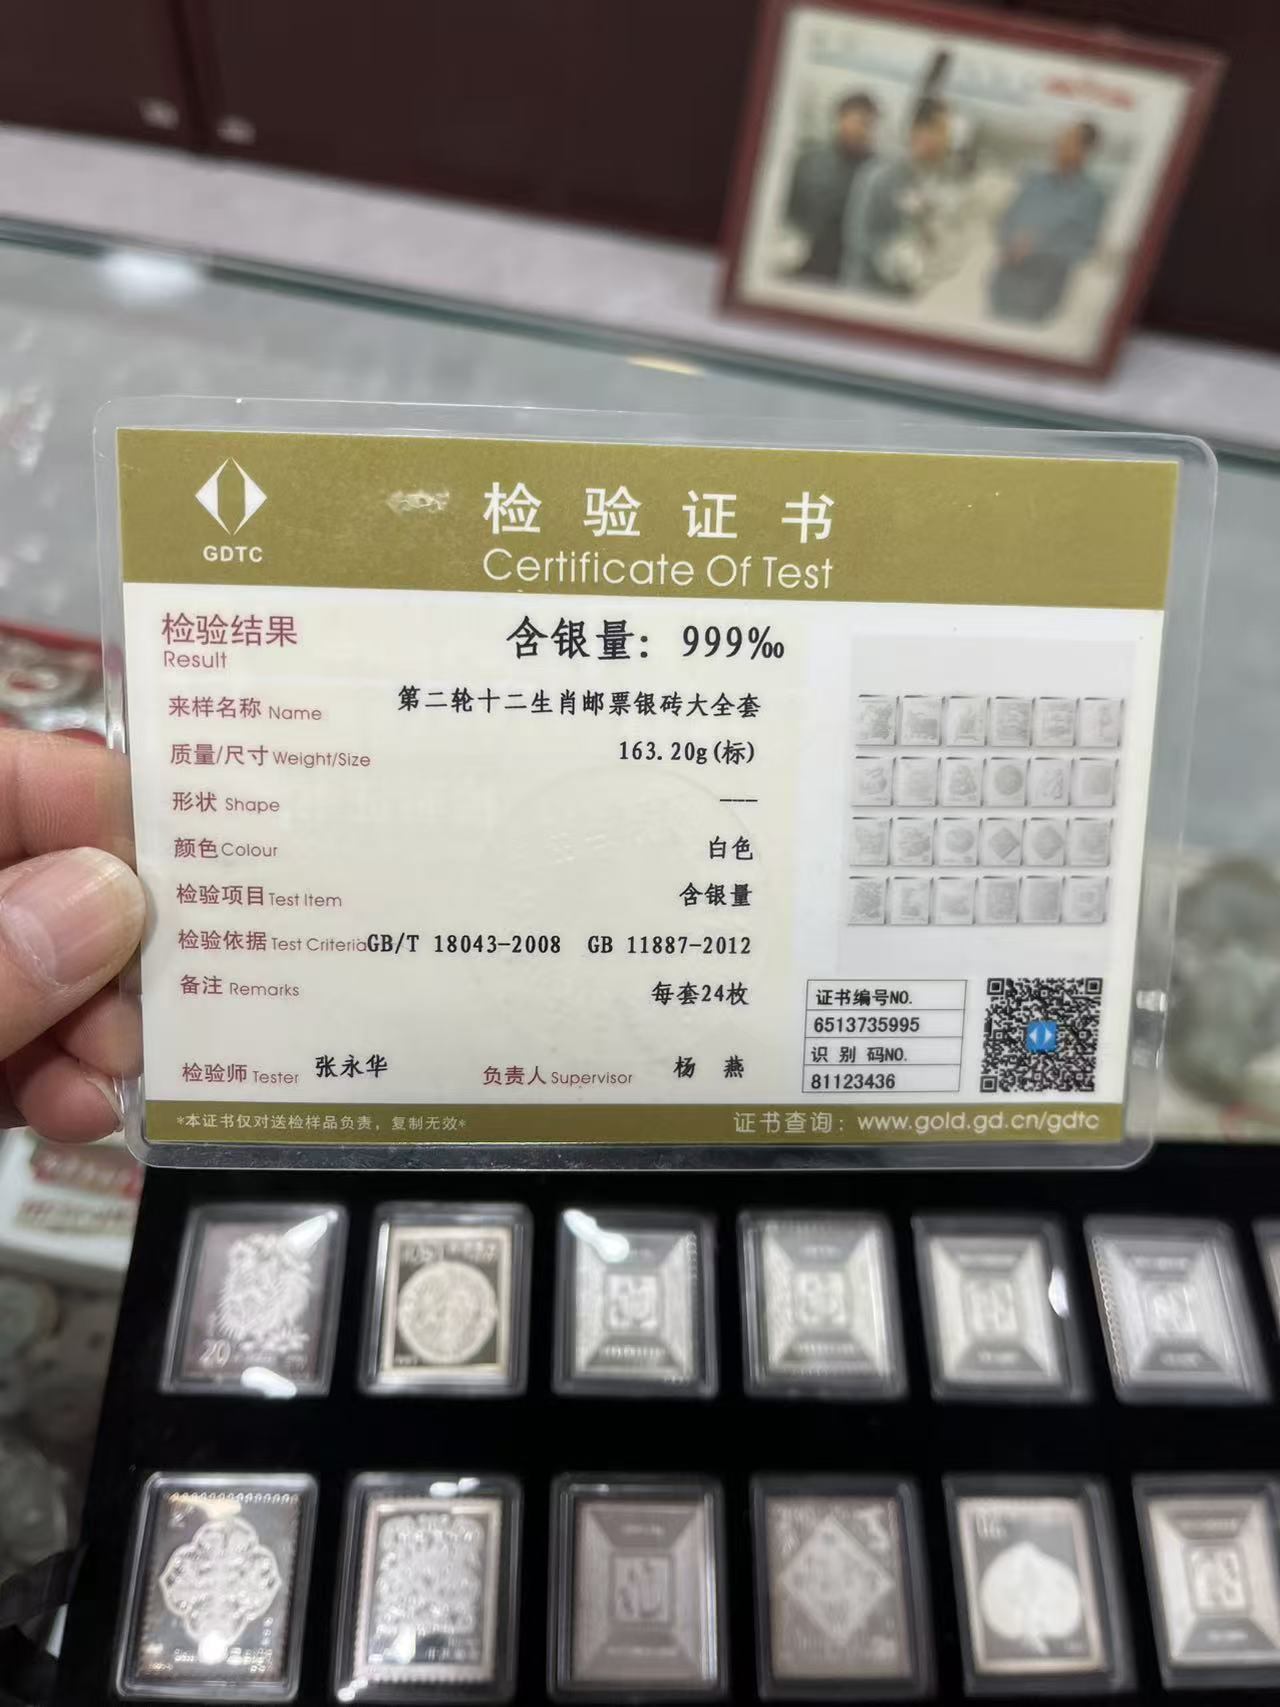 GDTC
检验证书
Certificate Of Test
检验结果 含银量：999‰
Result
来样名称 Name 第二轮十二生肖邮票银砖大全套
质量/尺寸 Weight/Size 163.20g(标)
形状 Shape ———
颜色 Colour 白色
检验项目 Test Item 含银量
检验依据 Test Criteria GB/T 18043-2008 GB 11887-2012
备注 Remarks 每套24枚
检验师 Tester 张永华 负责人 Supervisor 杨 燕
证书编号NO.
6513735995
识 别 码NO.
81123436
*本证书仅对送检样品负责，复制无效* 证书查询：www.gold.gd.cn/gdtc
20